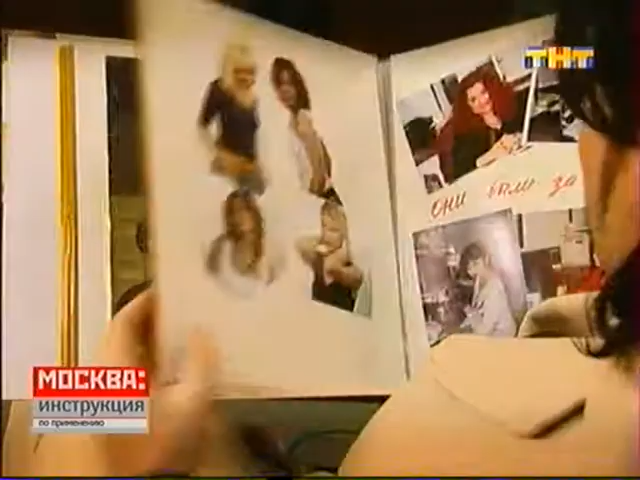 ТНТ
они были за
МОСКВА:
инструкция
по применению